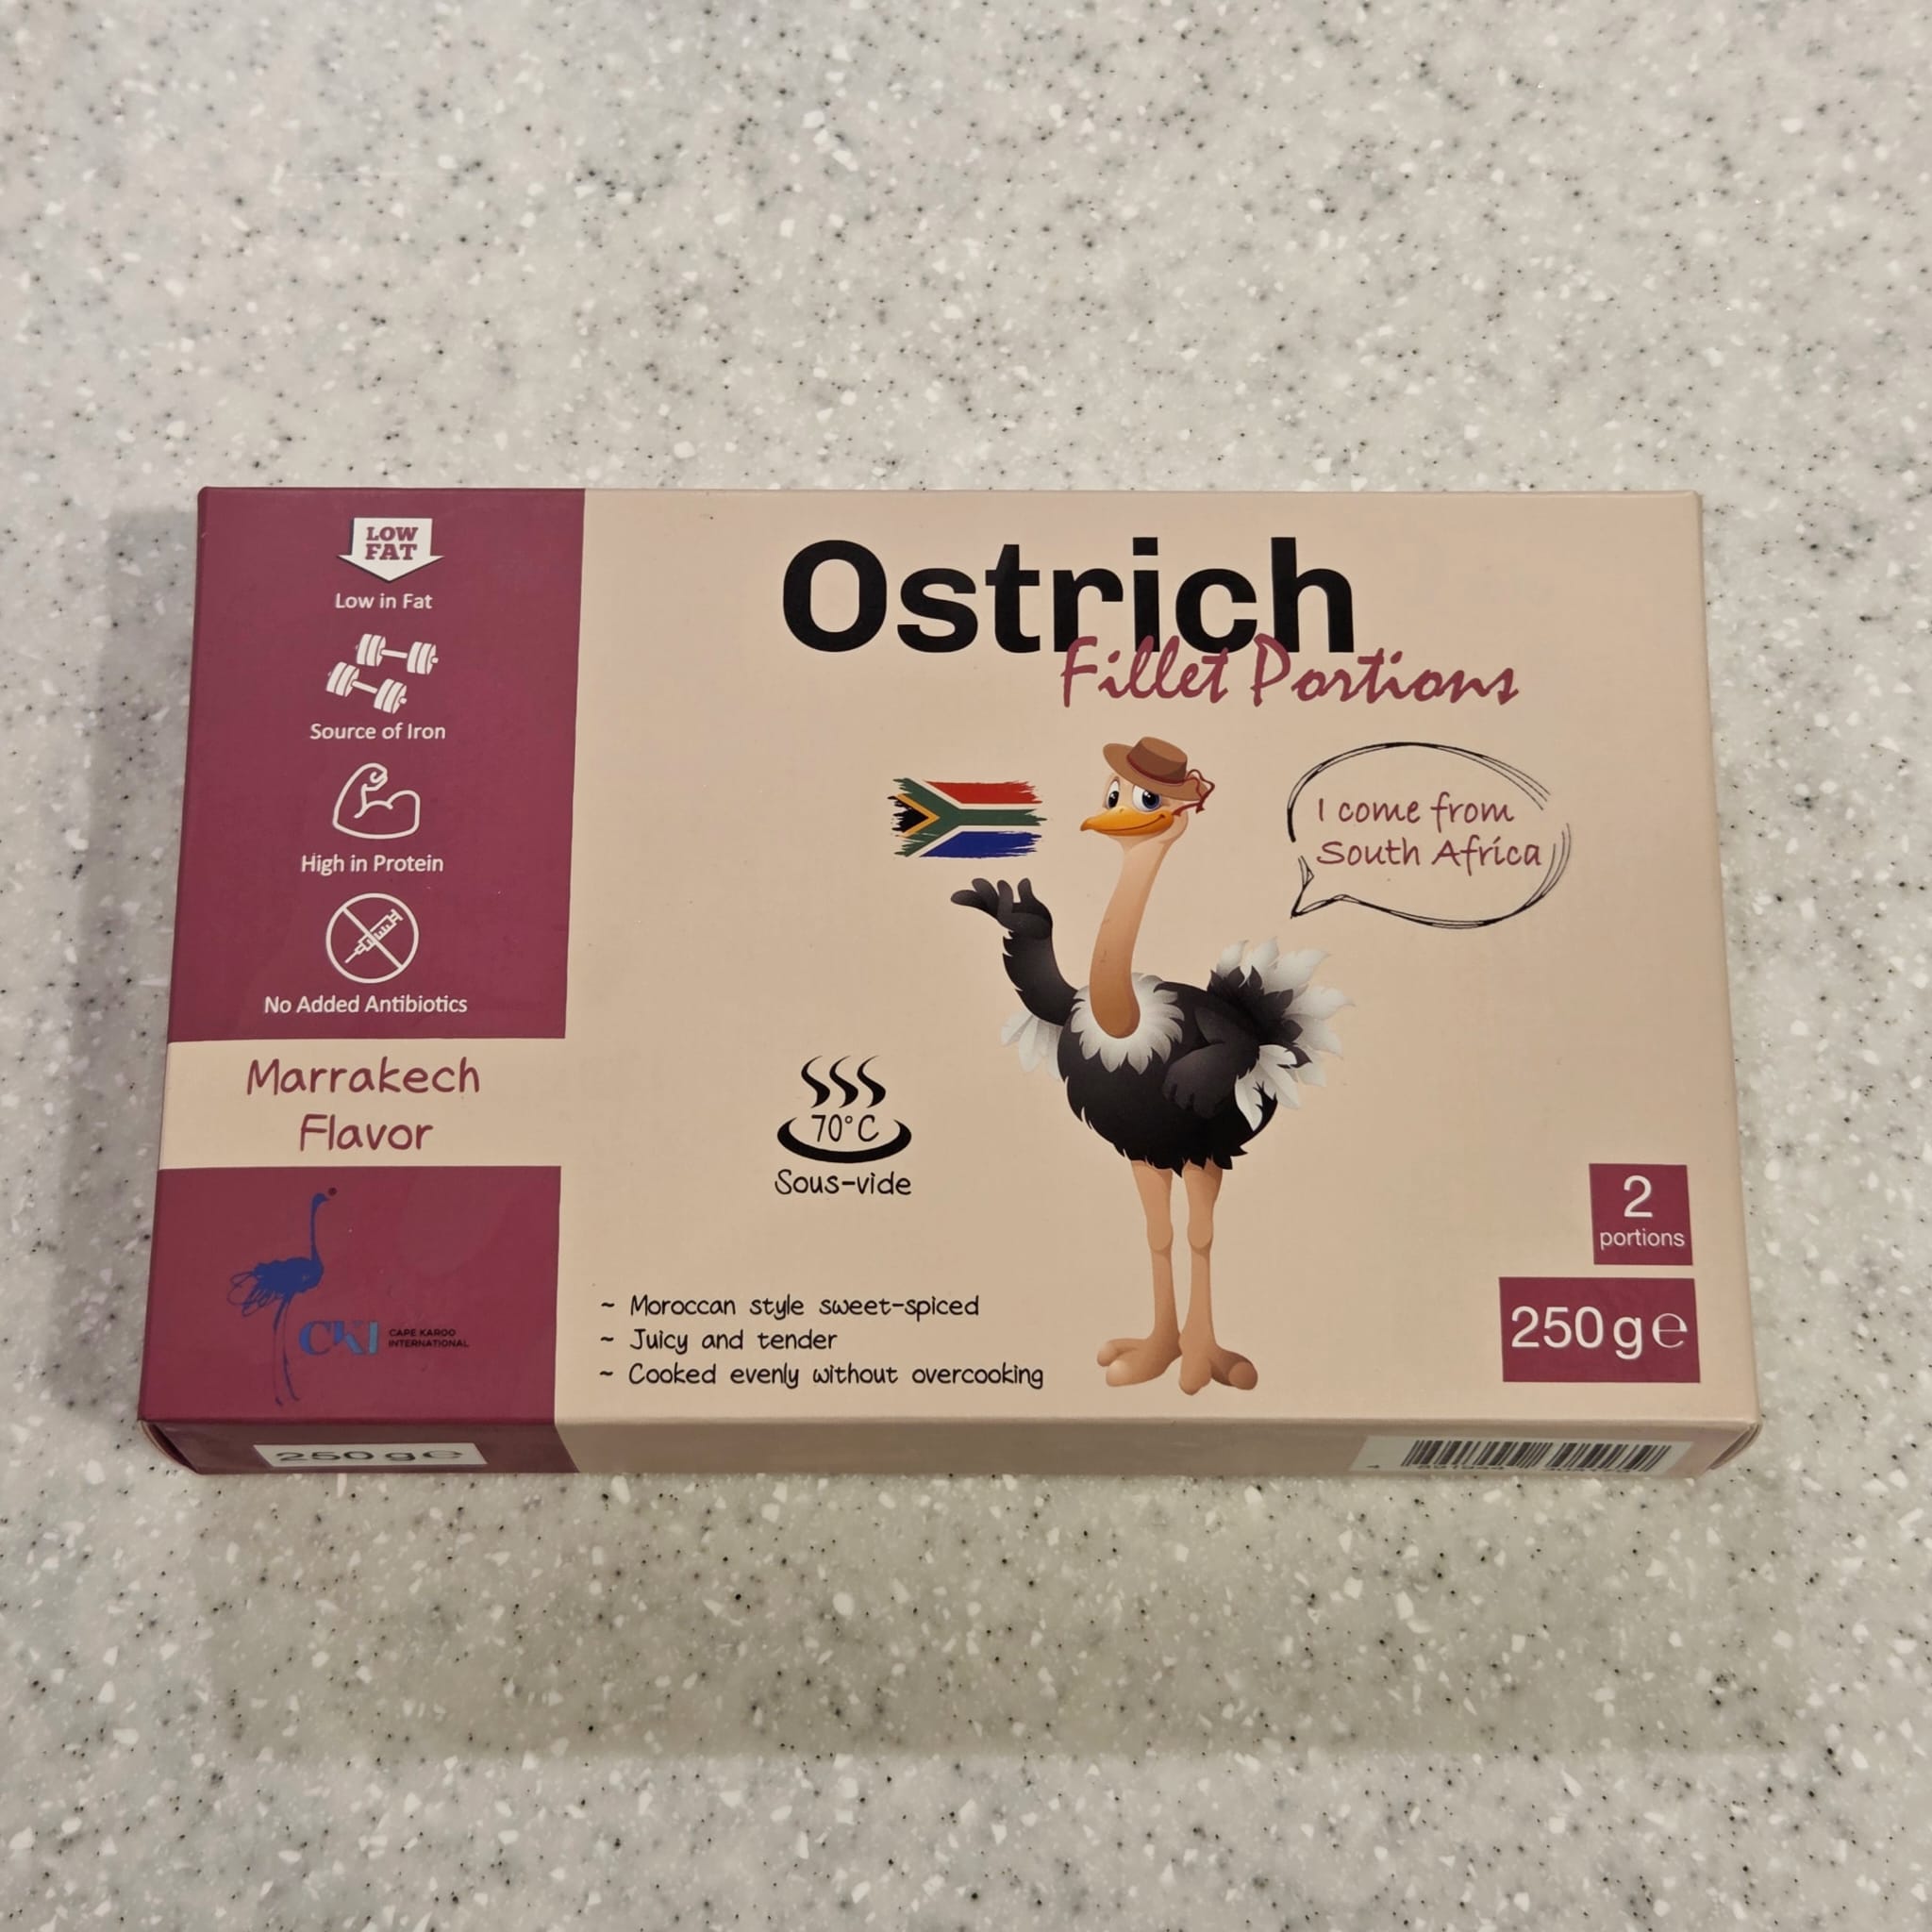 LOW
FAT
Low in Fat
Source of Iron
High in Protein
No Added Antibiotics
Marrakech
Flavor
CKI
CAPE KAROO
INTERNATIONAL
Ostrich
Fillet Portions
I come from
South Africa
70°C
Sous-vide
~ Moroccan style sweet-spiced
~ Juicy and tender
~ Cooked evenly without overcooking
2
portions
250 g ℮
250 g ℮